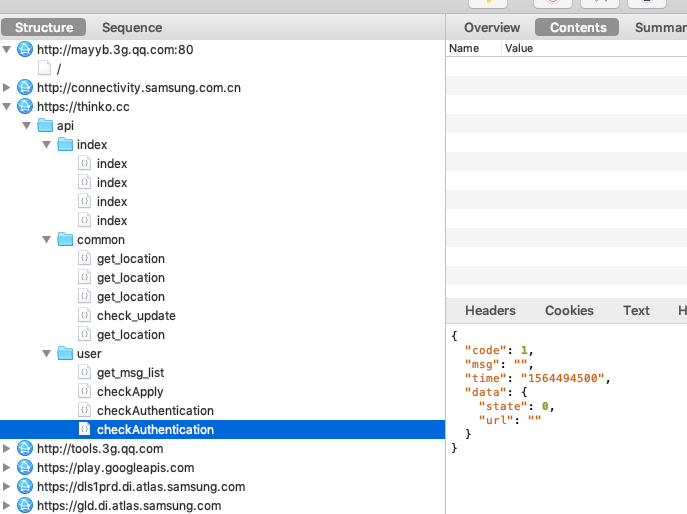 Structure
Sequence
http://mayyb.3g.qq.com:80
/
http://connectivity.samsung.com.cn
https://thinko.cc
api
index
index
index
index
index
common
get_location
get_location
get_location
check_update
get_location
user
get_msg_list
checkApply
checkAuthentication
checkAuthentication
http://tools.3g.qq.com
https://play.googleapis.com
https://dls1prd.di.atlas.samsung.com
https://gld.di.atlas.samsung.com
Overview Contents Summar
Name Value
Headers Cookies Text H
{
"code": 1,
"msg": "",
"time": "1564494500",
"data": {
"state": 0,
"url": ""
}
}